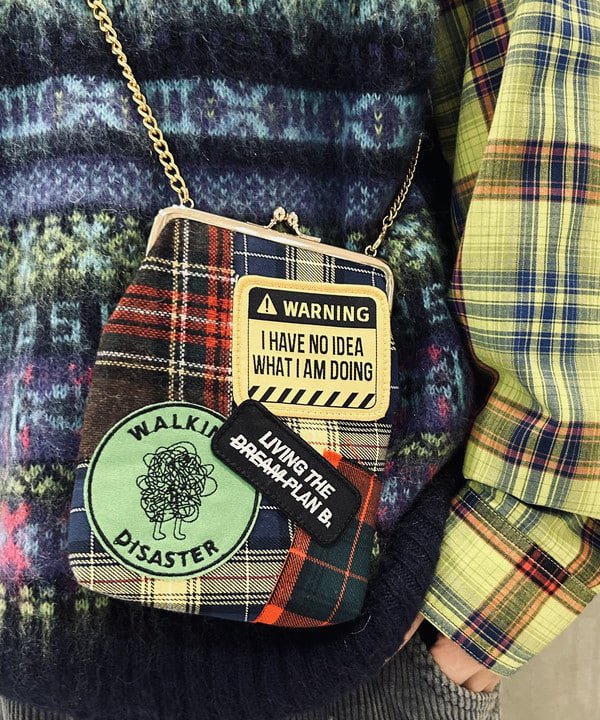 ⚠ WARNING
I HAVE NO IDEA
WHAT I AM DOING
LIVING THE
DREAM PLAN B.
WALKIN
DISASTER